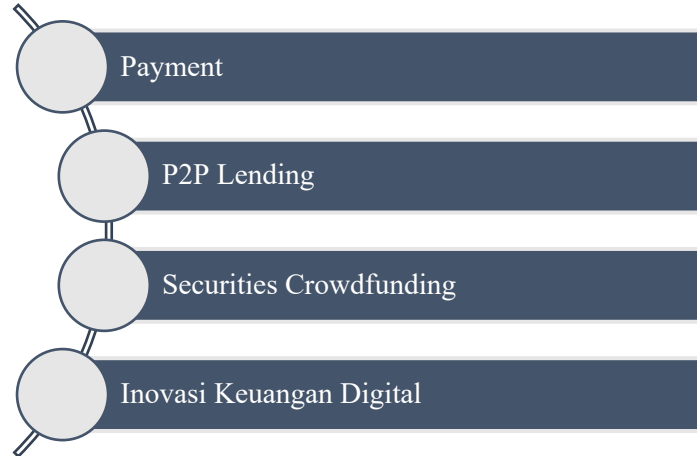 Payment
P2P Lending
Securities Crowdfunding
Inovasi Keuangan Digital